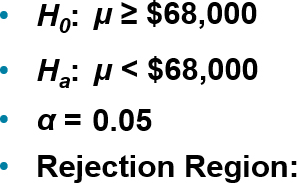 • H₀: μ ≥ $68,000
• Hₐ: μ < $68,000
• α = 0.05
• Rejection Region: